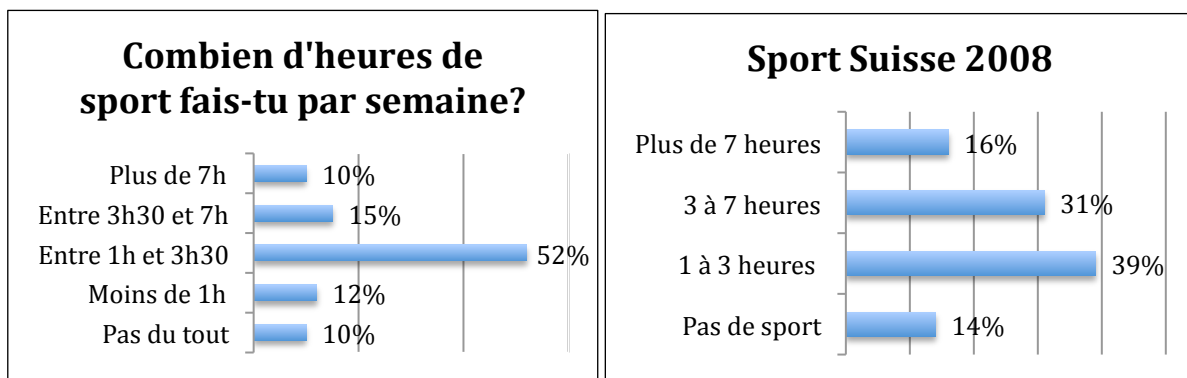 Combien d'heures de
sport fais-tu par semaine?
Plus de 7h 10%
Entre 3h30 et 7h 15%
Entre 1h et 3h30 52%
Moins de 1h 12%
Pas du tout 10%
Sport Suisse 2008
Plus de 7 heures 16%
3 à 7 heures 31%
1 à 3 heures 39%
Pas de sport 14%